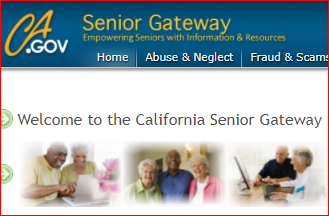 CA.GOV
Senior Gateway
Empowering Seniors with Information & Resources
Home Abuse & Neglect Fraud & Scams
Welcome to the California Senior Gateway